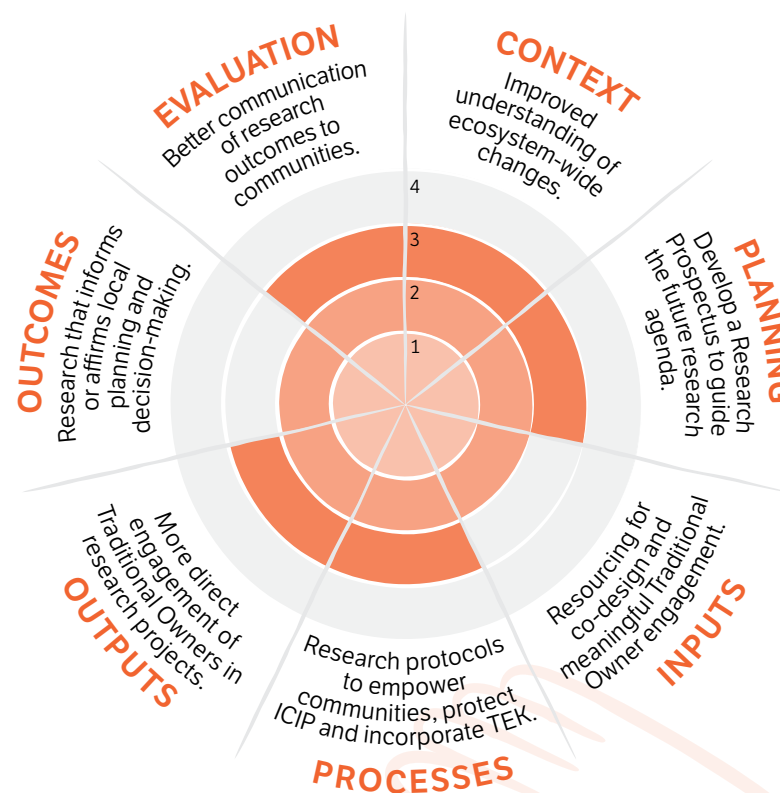 EVALUATION
Better communication
of research
outcomes to
communities.
CONTEXT
Improved
understanding of
ecosystem-wide
changes.
PLANNING
Develop a Research
Prospectus to guide
the future research
agenda.
INPUTS
Resourcing for
co-design and
meaningful Traditional
Owner engagement.
PROCESSES
Research protocols
to empower
communities, protect
ICIP and incorporate TEK.
OUTPUTS
More direct
engagement of
Traditional Owners in
research projects.
OUTCOMES
Research that informs
or affirms local
planning and
decision-making.
4
3
2
1